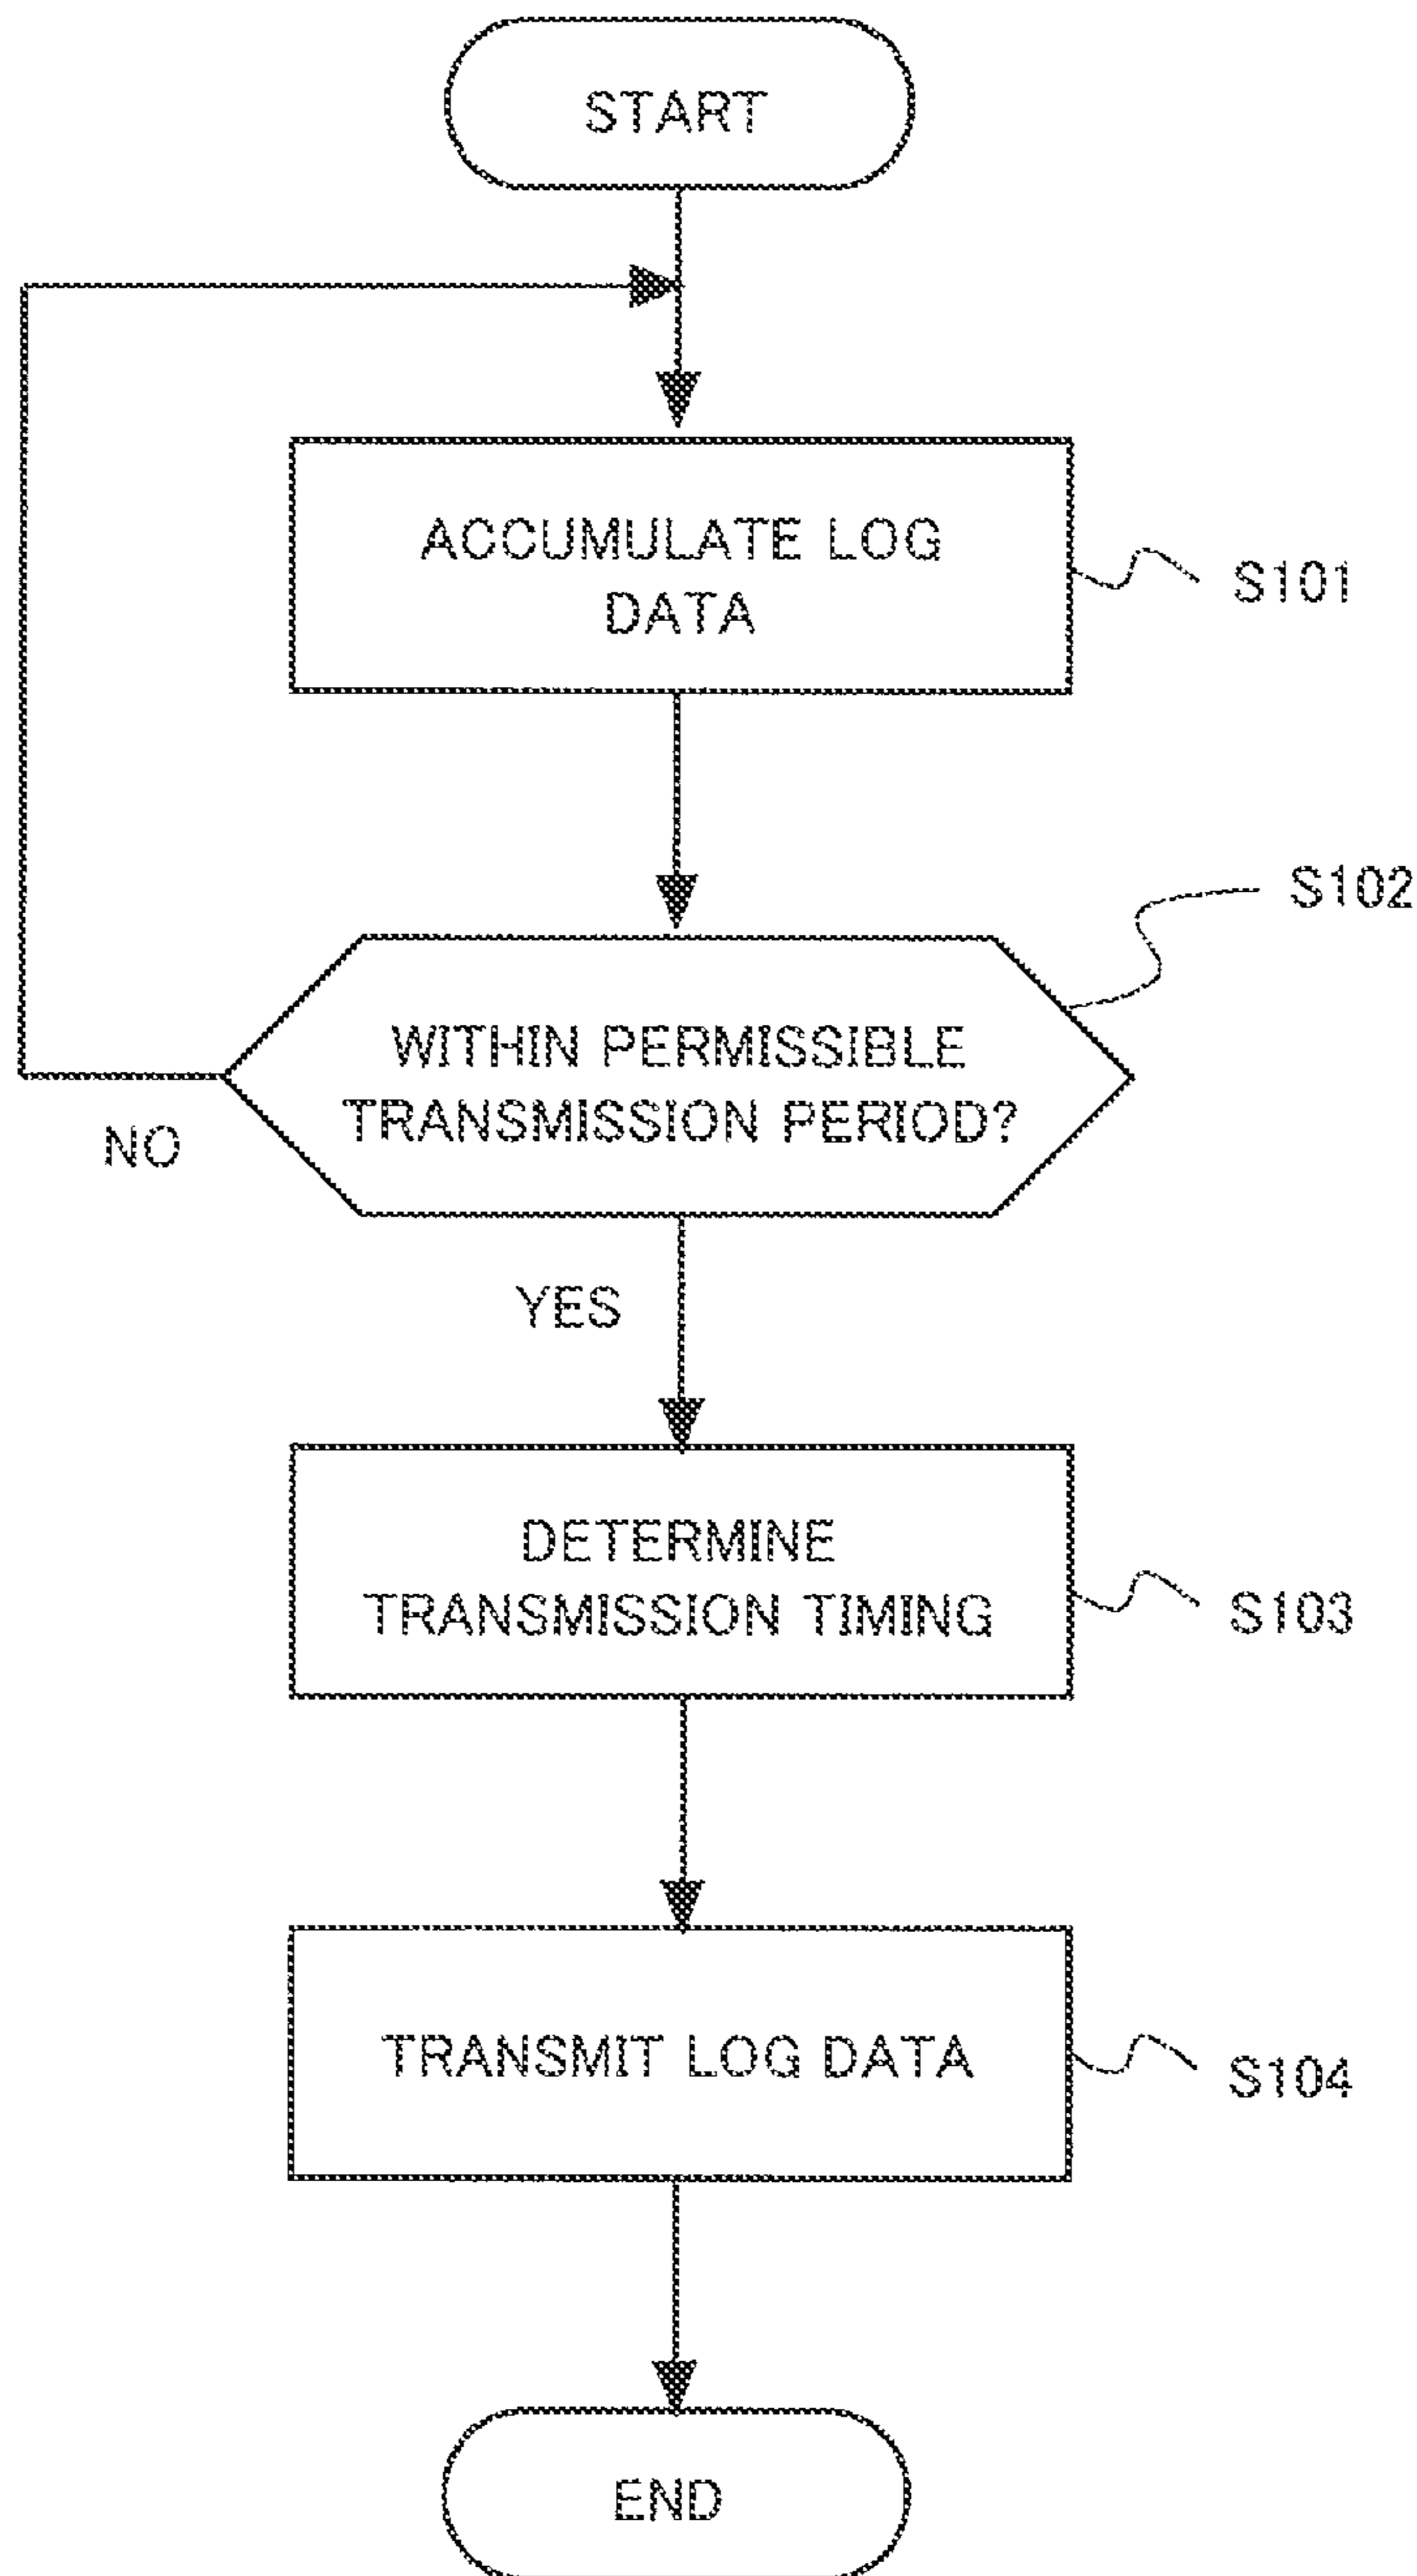 START
ACCUMULATE LOG
DATA
S101
S102
WITHIN PERMISSIBLE
TRANSMISSION PERIOD?
NO
YES
DETERMINE
TRANSMISSION TIMING
S103
TRANSMIT LOG DATA
S104
END